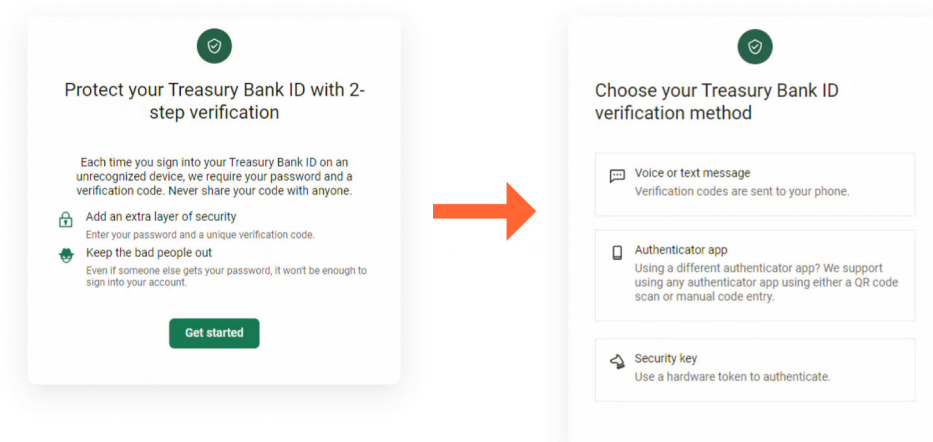 Protect your Treasury Bank ID with 2-
step verification
Each time you sign into your Treasury Bank ID on an
unrecognized device, we require your password and a
verification code. Never share your code with anyone.
Add an extra layer of security
Enter your password and a unique verification code.
Keep the bad people out
Even if someone else gets your password, it won't be enough to
sign into your account.
Get started
Choose your Treasury Bank ID
verification method
Voice or text message
Verification codes are sent to your phone.
Authenticator app
Using a different authenticator app? We support
using any authenticator app using either a QR code
scan or manual code entry.
Security key
Use a hardware token to authenticate.